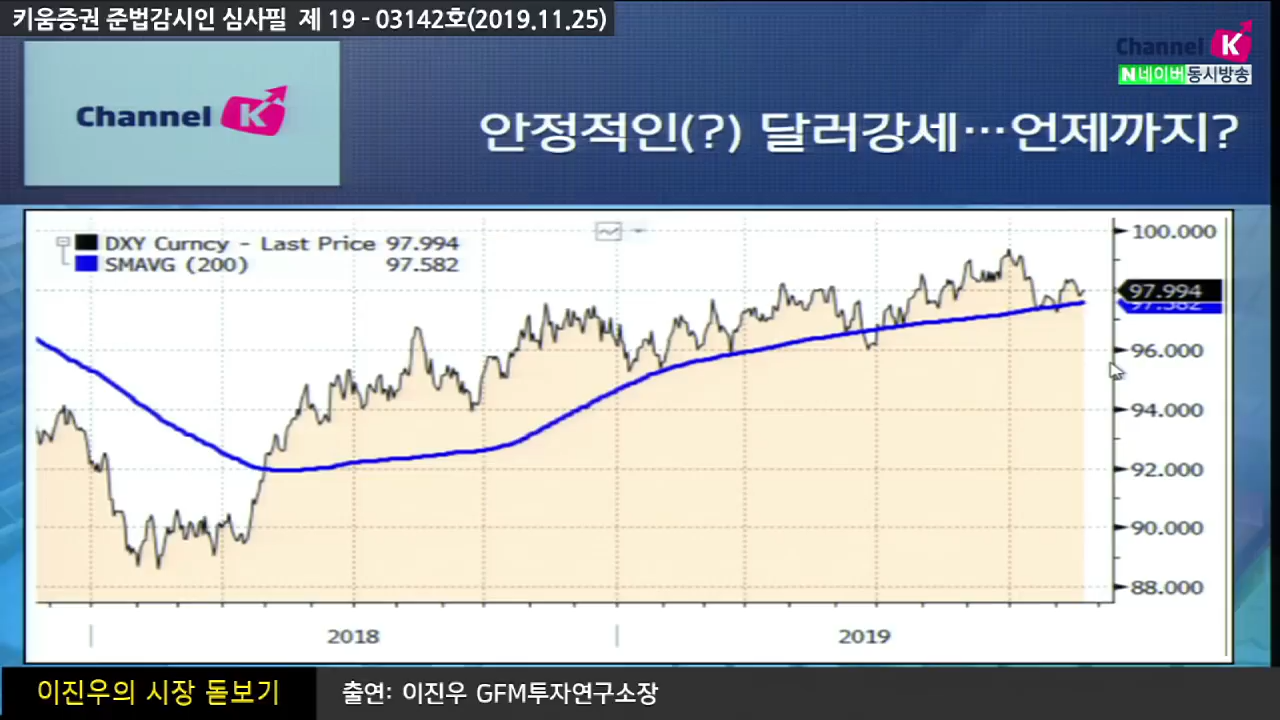 키움증권 준법감시인 심사필 제 19 - 03142호(2019.11.25)
Channel K
N 네이버 동시방송
Channel K
안정적인(?) 달러강세…언제까지?
DXY Curncy - Last Price 97.994
SMAVG (200) 97.582
100.000
97.994
97.582
96.000
94.000
92.000
90.000
88.000
2018
2019
이진우의 시장 돋보기
출연: 이진우 GFM투자연구소장